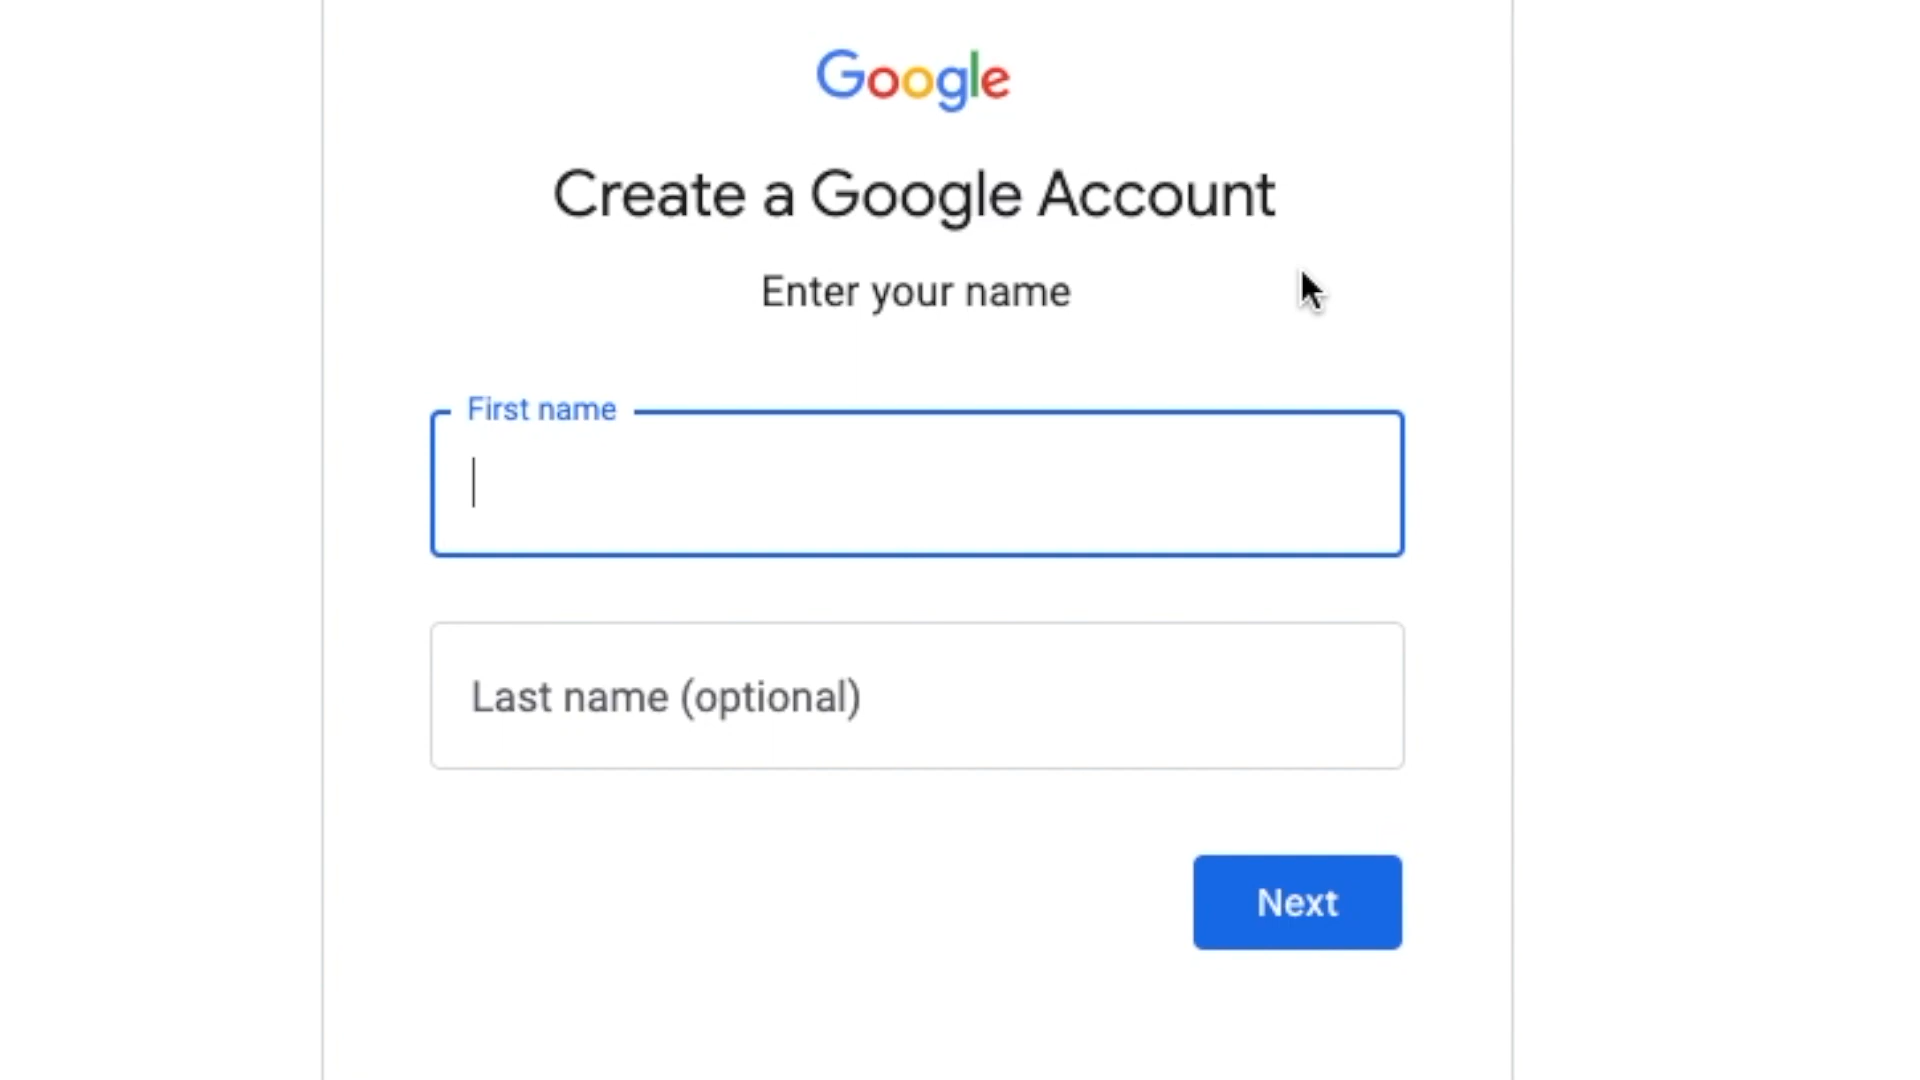 Google
Create a Google Account
Enter your name
First name
Last name (optional)
Next